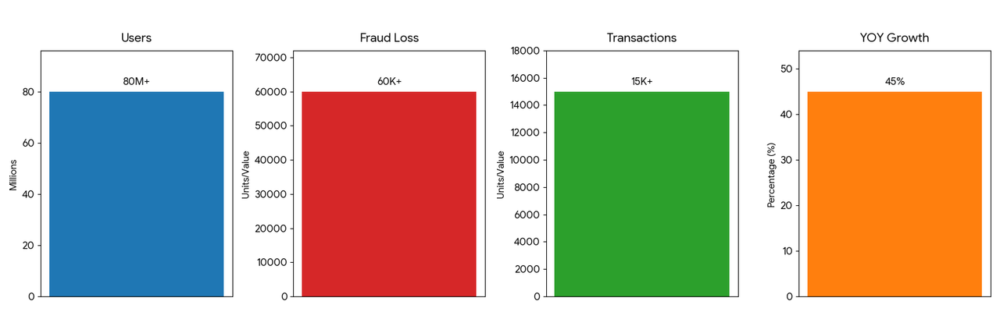 Users
80M+
80
60
40
20
0
Millions
Fraud Loss
60K+
70000
60000
50000
40000
30000
20000
10000
0
Units/Value
Transactions
15K+
18000
16000
14000
12000
10000
8000
6000
4000
2000
0
Units/Value
YOY Growth
45%
50
40
30
20
10
0
Percentage (%)